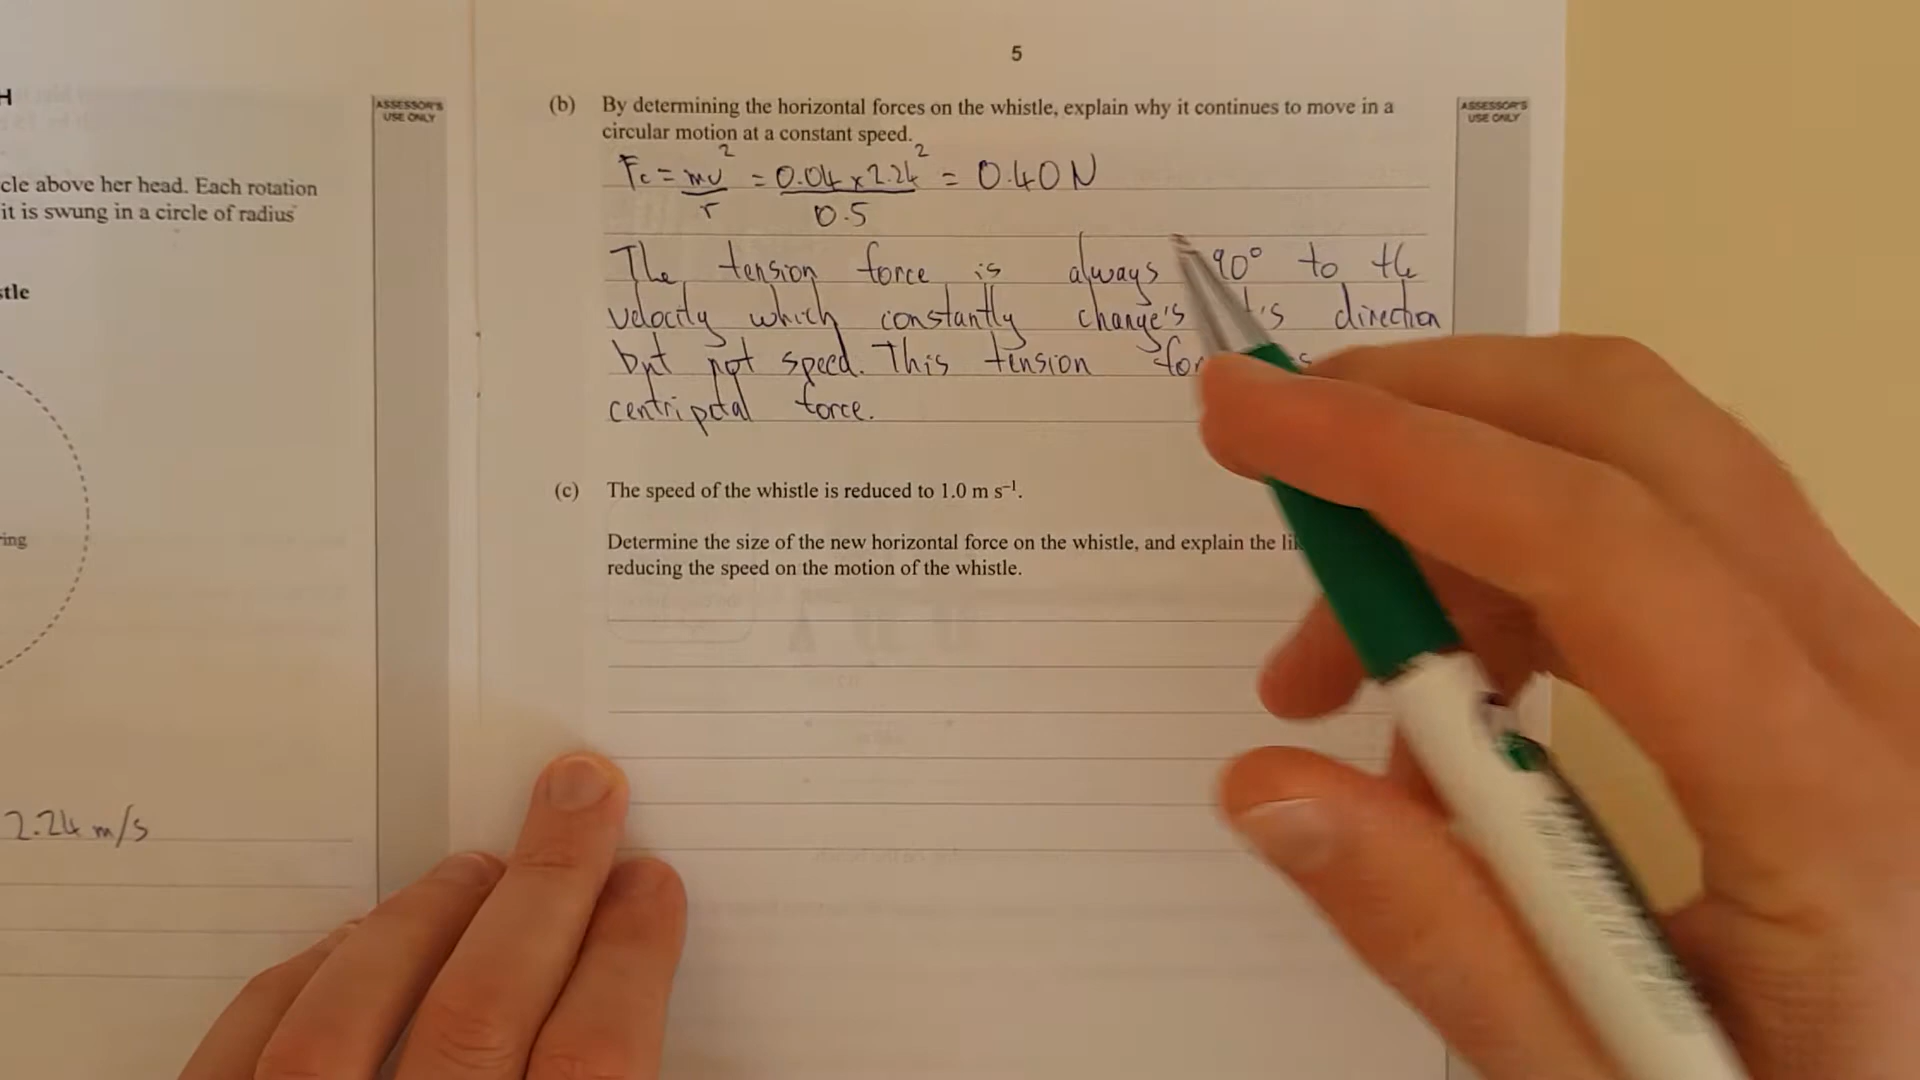 5
H
ASSESSOR'S
USE ONLY
cle above her head. Each rotation
it is swung in a circle of radius
stle
ring
2.24 m/s
(b) By determining the horizontal forces on the whistle, explain why it continues to move in a
circular motion at a constant speed.
ASSESSOR'S
USE ONLY
Fc = mv² = 0.04 x 2.24² = 0.40N
r 0.5
The tension force is always 90° to the
velocity which constantly change's direction
but not speed. This tension
centripetal force.
(c) The speed of the whistle is reduced to 1.0 m s⁻¹.
Determine the size of the new horizontal force on the whistle, and explain the
reducing the speed on the motion of the whistle.